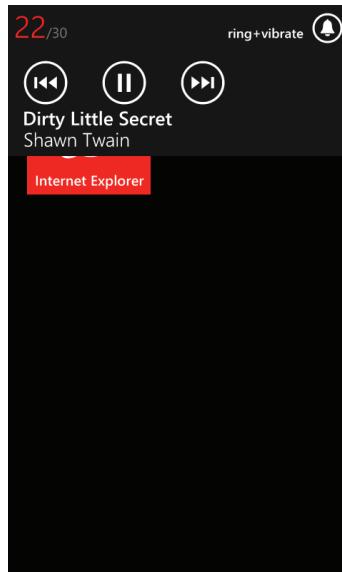 22/30 ring+vibrate
Dirty Little Secret
Shawn Twain
Internet Explorer